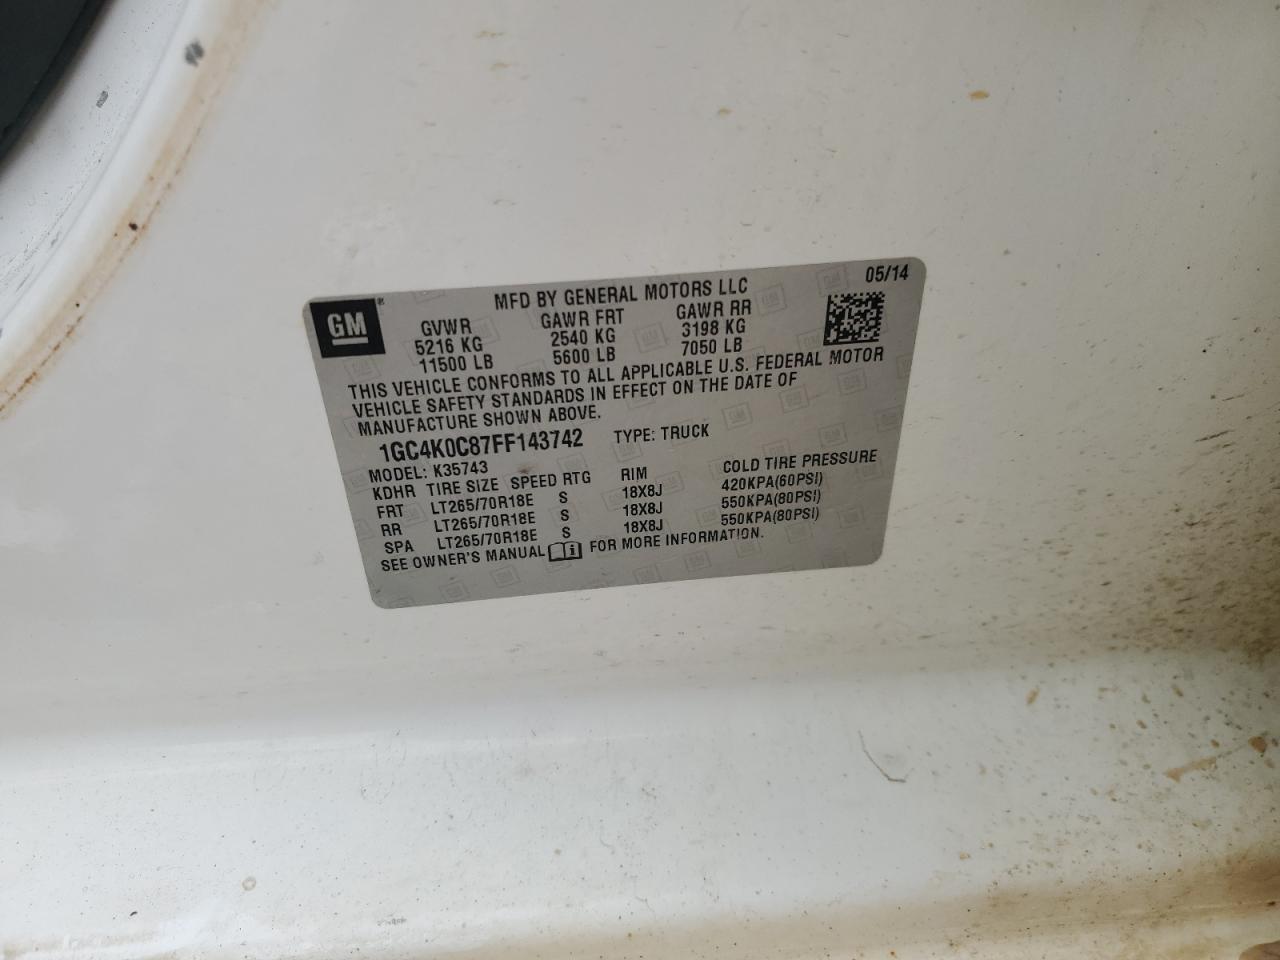 GM®
MFD BY GENERAL MOTORS LLC 05/14
GVWR GAWR FRT GAWR RR
5216 KG 2540 KG 3198 KG
11500 LB 5600 LB 7050 LB
THIS VEHICLE CONFORMS TO ALL APPLICABLE U.S. FEDERAL MOTOR
VEHICLE SAFETY STANDARDS IN EFFECT ON THE DATE OF
MANUFACTURE SHOWN ABOVE.
1GC4K0C87FF143742 TYPE: TRUCK
MODEL: K35743
KDHR TIRE SIZE SPEED RTG RIM COLD TIRE PRESSURE
FRT LT265/70R18E S 18X8J 420KPA(60PSI)
RR LT265/70R18E S 18X8J 550KPA(80PSI)
SPA LT265/70R18E S 18X8J 550KPA(80PSI)
SEE OWNER'S MANUAL FOR MORE INFORMATION.